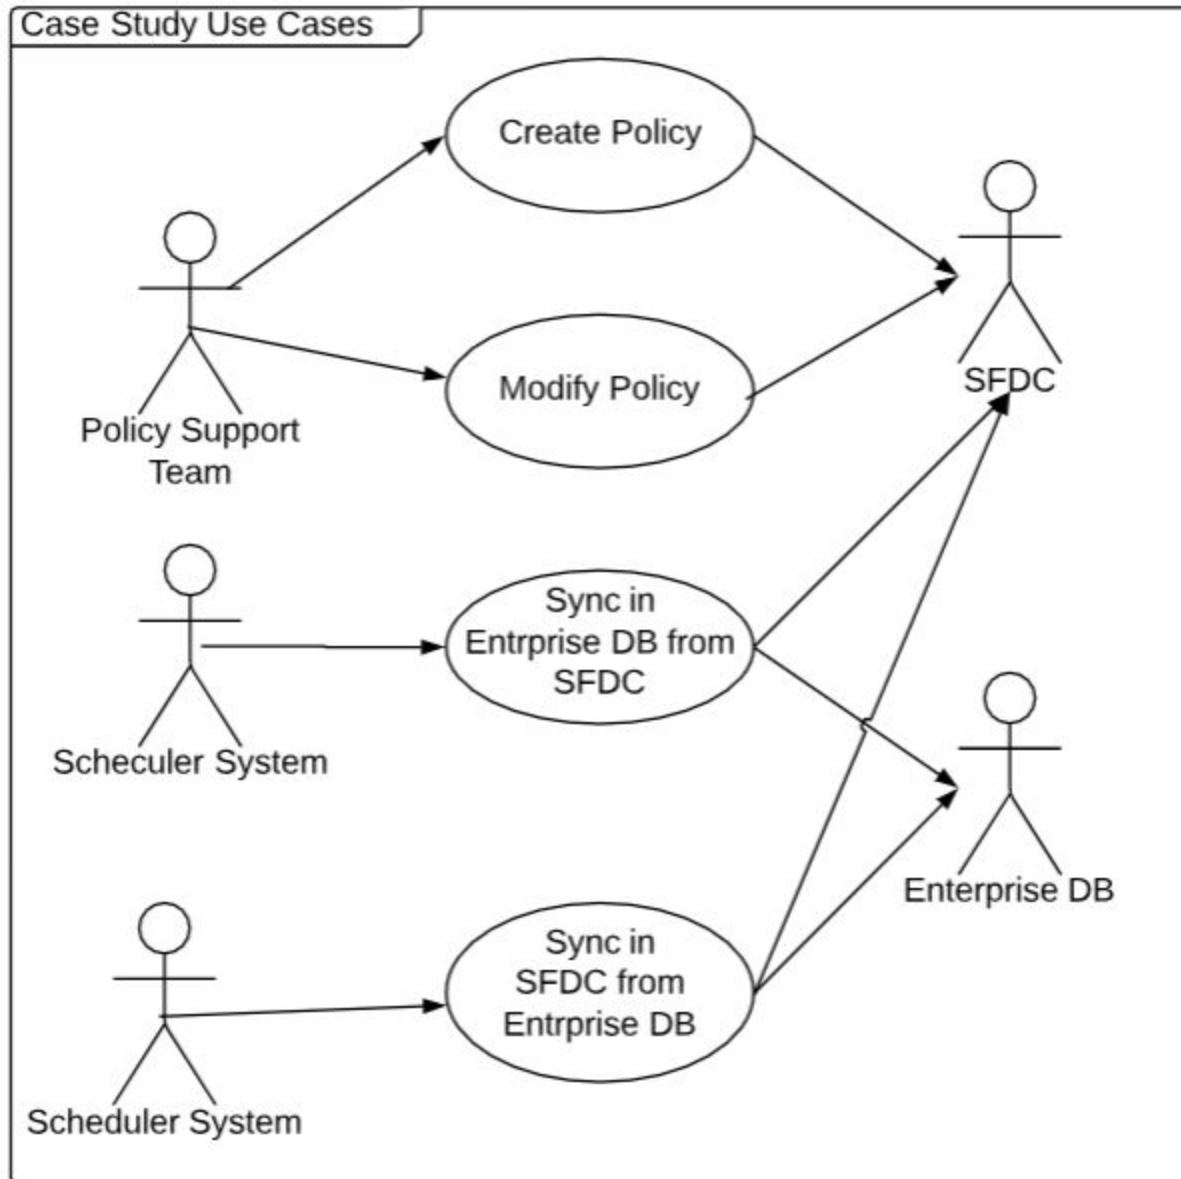 Case Study Use Cases
Create Policy
SFDC
Modify Policy
Policy Support
Team
Sync in
Entrprise DB from
SFDC
Scheculer System
Enterprise DB
Sync in
SFDC from
Entrprise DB
Scheduler System